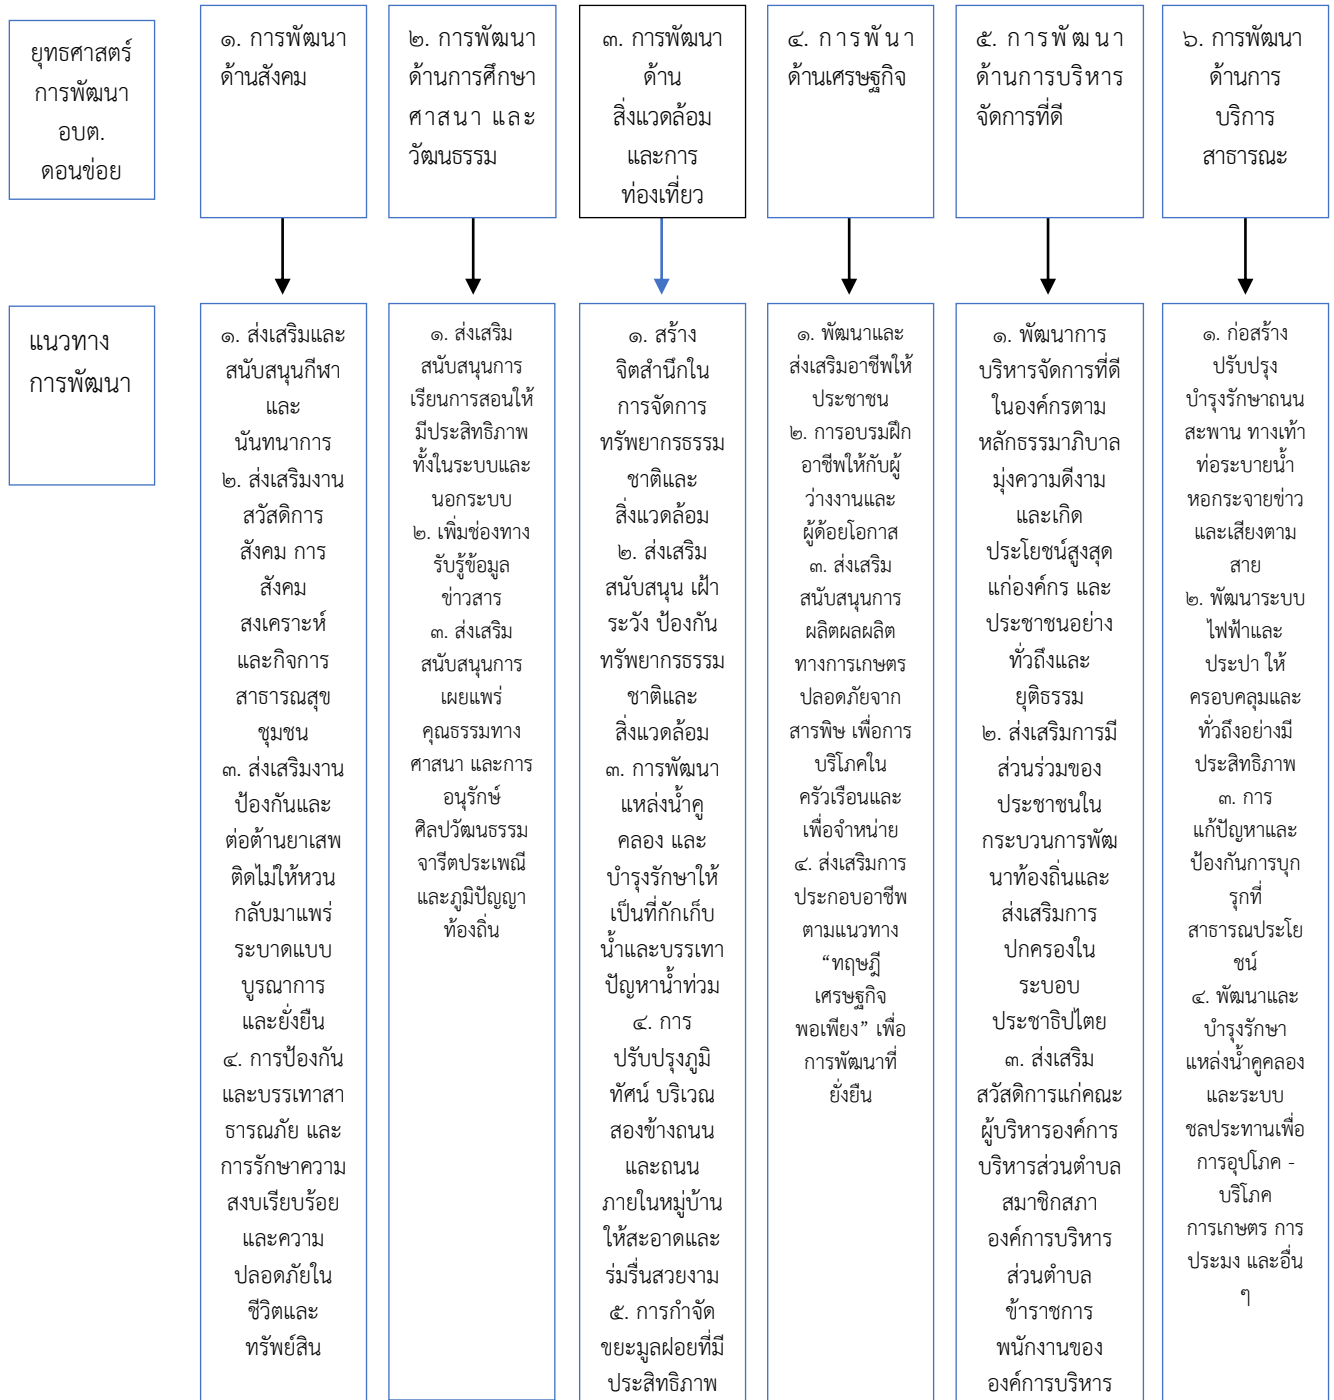 ยุทธศาสตร์
การพัฒนา
อบต.
ดอนข่อย
๑. การพัฒนา
ด้านสังคม
๒. การพัฒนา
ด้านการศึกษา
ศาสนา และ
วัฒนธรรม
๓. การพัฒนา
ด้าน
สิ่งแวดล้อม
และการ
ท่องเที่ยว
๔. การพันา
ด้านเศรษฐกิจ
๕. การพัฒนา
ด้านการบริหาร
จัดการที่ดี
๖. การพัฒนา
ด้านการ
บริการ
สาธารณะ
แนวทาง
การพัฒนา
๑. ส่งเสริมและ
สนับสนุนกีฬา
และ
นันทนาการ
๒. ส่งเสริมงาน
สวัสดิการ
สังคม การ
สังคม
สงเคราะห์
และกิจการ
สาธารณสุข
ชุมชน
๓. ส่งเสริมงาน
ป้องกันและ
ต่อต้านยาเสพ
ติดไม่ให้หวน
กลับมาแพร่
ระบาดแบบ
บูรณาการ
และยั่งยืน
๔. การป้องกัน
และบรรเทาสา
ธารณภัย และ
การรักษาความ
สงบเรียบร้อย
และความ
ปลอดภัยใน
ชีวิตและ
ทรัพย์สิน
๑. ส่งเสริม
สนับสนุนการ
เรียนการสอนให้
มีประสิทธิภาพ
ทั้งในระบบและ
นอกระบบ
๒. เพิ่มช่องทาง
รับรู้ข้อมูล
ข่าวสาร
๓. ส่งเสริม
สนับสนุนการ
เผยแพร่
คุณธรรมทาง
ศาสนา และการ
อนุรักษ์
ศิลปวัฒนธรรม
จารีตประเพณี
และภูมิปัญญา
ท้องถิ่น
๑. สร้าง
จิตสำนึกใน
การจัดการ
ทรัพยากรธรรม
ชาติและ
สิ่งแวดล้อม
๒. ส่งเสริม
สนับสนุน เฝ้า
ระวัง ป้องกัน
ทรัพยากรธรรม
ชาติและ
สิ่งแวดล้อม
๓. การพัฒนา
แหล่งน้ำคู
คลอง และ
บำรุงรักษาให้
เป็นที่กักเก็บ
น้ำและบรรเทา
ปัญหาน้ำท่วม
๔. การ
ปรับปรุงภูมิ
ทัศน์ บริเวณ
สองข้างถนน
และถนน
ภายในหมู่บ้าน
ให้สะอาดและ
ร่มรื่นสวยงาม
๕. การกำจัด
ขยะมูลฝอยที่มี
ประสิทธิภาพ
๑. พัฒนาและ
ส่งเสริมอาชีพให้
ประชาชน
๒. การอบรมฝึก
อาชีพให้กับผู้
ว่างงานและ
ผู้ด้อยโอกาส
๓. ส่งเสริม
สนับสนุนการ
ผลิตผลผลิต
ทางการเกษตร
ปลอดภัยจาก
สารพิษ เพื่อการ
บริโภคใน
ครัวเรือนและ
เพื่อจำหน่าย
๔. ส่งเสริมการ
ประกอบอาชีพ
ตามแนวทาง
“ทฤษฎี
เศรษฐกิจ
พอเพียง” เพื่อ
การพัฒนาที่
ยั่งยืน
๑. พัฒนาการ
บริหารจัดการที่ดี
ในองค์กรตาม
หลักธรรมาภิบาล
มุ่งความดีงาม
และเกิด
ประโยชน์สูงสุด
แก่องค์กร และ
ประชาชนอย่าง
ทั่วถึงและ
ยุติธรรม
๒. ส่งเสริมการมี
ส่วนร่วมของ
ประชาชนใน
กระบวนการพัฒ
นาท้องถิ่นและ
ส่งเสริมการ
ปกครองใน
ระบอบ
ประชาธิปไตย
๓. ส่งเสริม
สวัสดิการแก่คณะ
ผู้บริหารองค์การ
บริหารส่วนตำบล
สมาชิกสภา
องค์การบริหาร
ส่วนตำบล
ข้าราชการ
พนักงานของ
องค์การบริหาร
๑. ก่อสร้าง
ปรับปรุง
บำรุงรักษาถนน
สะพาน ทางเท้า
ท่อระบายน้ำ
หอกระจายข่าว
และเสียงตาม
สาย
๒. พัฒนาระบบ
ไฟฟ้าและ
ประปา ให้
ครอบคลุมและ
ทั่วถึงอย่างมี
ประสิทธิภาพ
๓. การ
แก้ปัญหาและ
ป้องกันการบุก
รุกที่
สาธารณประโย
ชน์
๔. พัฒนาและ
บำรุงรักษา
แหล่งน้ำคูคลอง
และระบบ
ชลประทานเพื่อ
การอุปโภค -
บริโภค
การเกษตร การ
ประมง และอื่น
ๆ